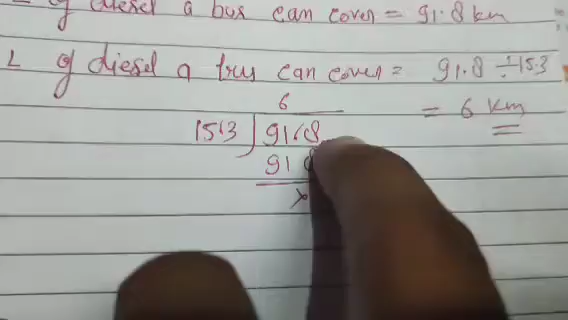 of diesel a bus can cover = 91.8 km
L of diesel a bus can cover = 91.8 ÷ 15.3
6 = 6 km
15.3 91.8
91 8
x